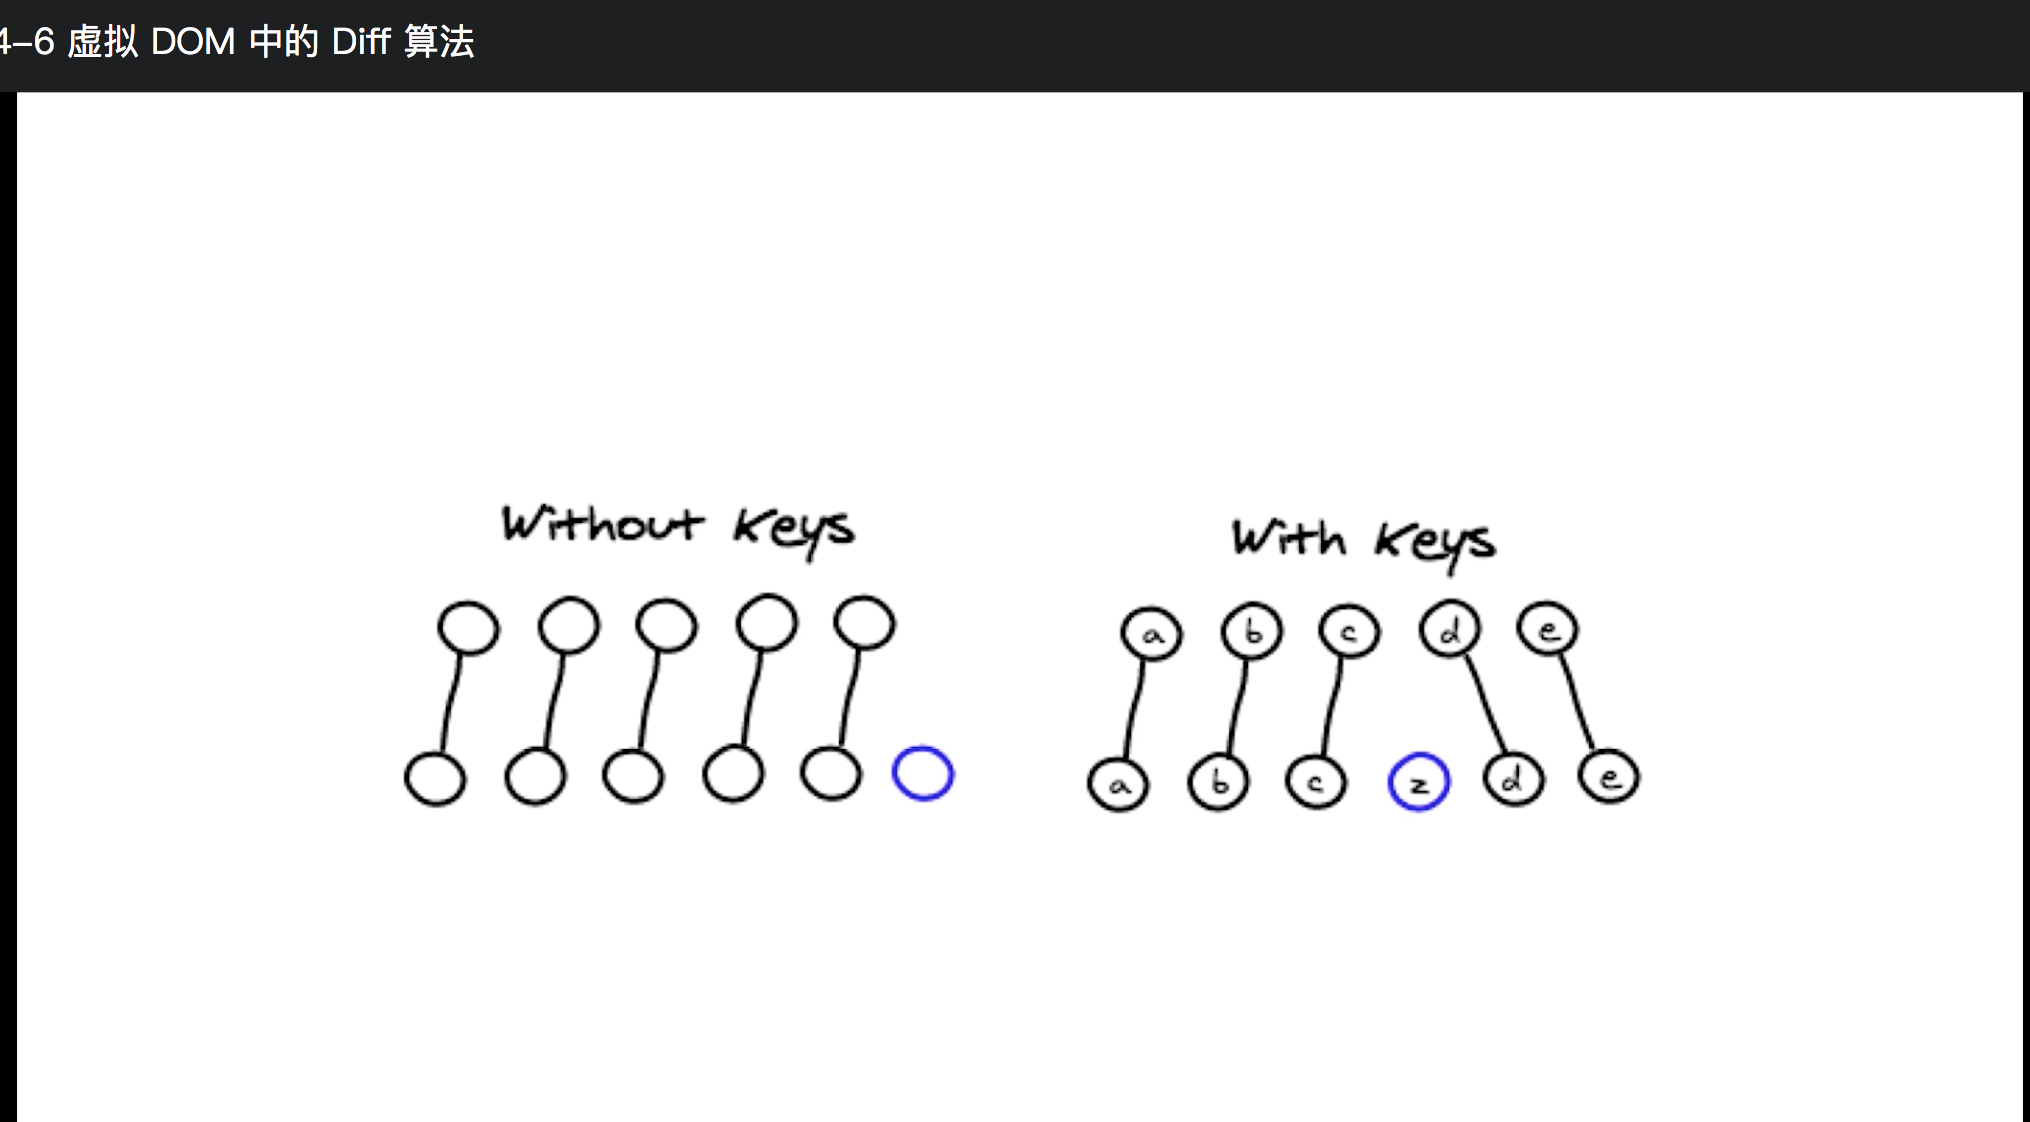 4-6 虚拟 DOM 中的 Diff 算法
Without Keys
With Keys
a b c d e
a b c z d e